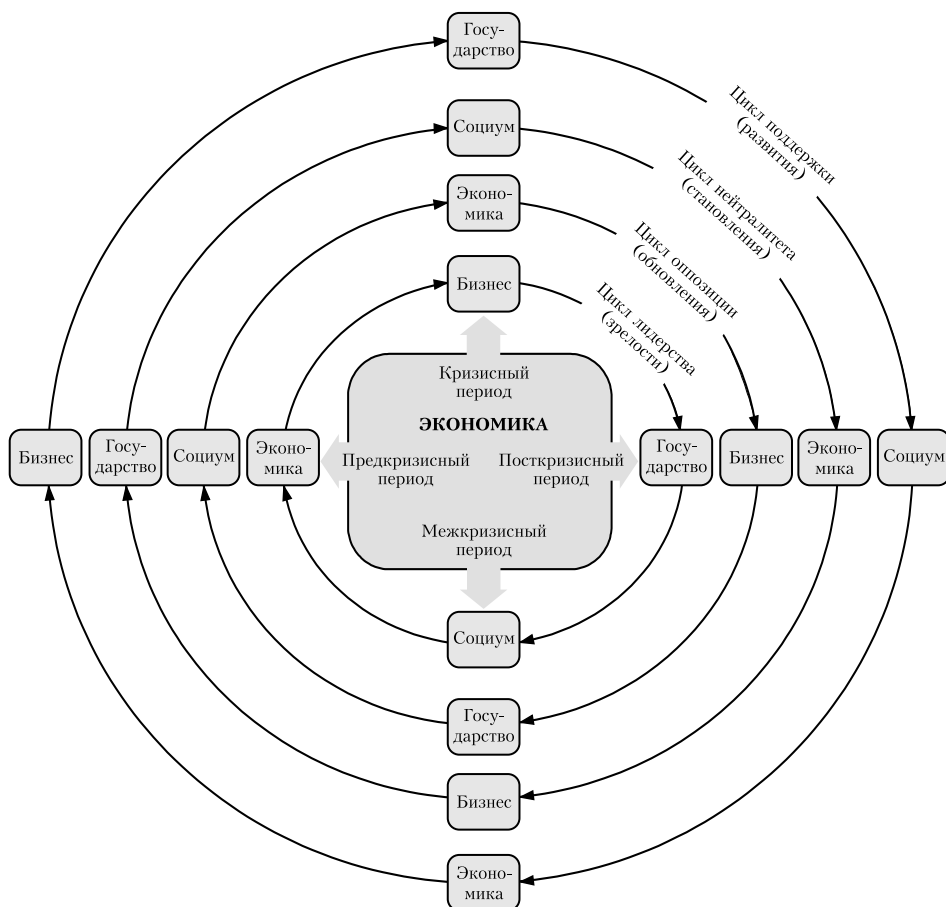 Госу-
дарство
Цикл поддержки
(развития)
Социум
Цикл нейтралитета
(становления)
Эконо-
мика
Цикл оппозиции
(обновления)
Бизнес
Цикл лидерства
(зрелости)
Кризисный
период
ЭКОНОМИКА
Бизнес
Госу-
дарство
Социум
Эконо-
мика
Предкризисный
период
Посткризисный
период
Госу-
дарство
Бизнес
Эконо-
мика
Социум
Межкризисный
период
Социум
Госу-
дарство
Бизнес
Эконо-
мика